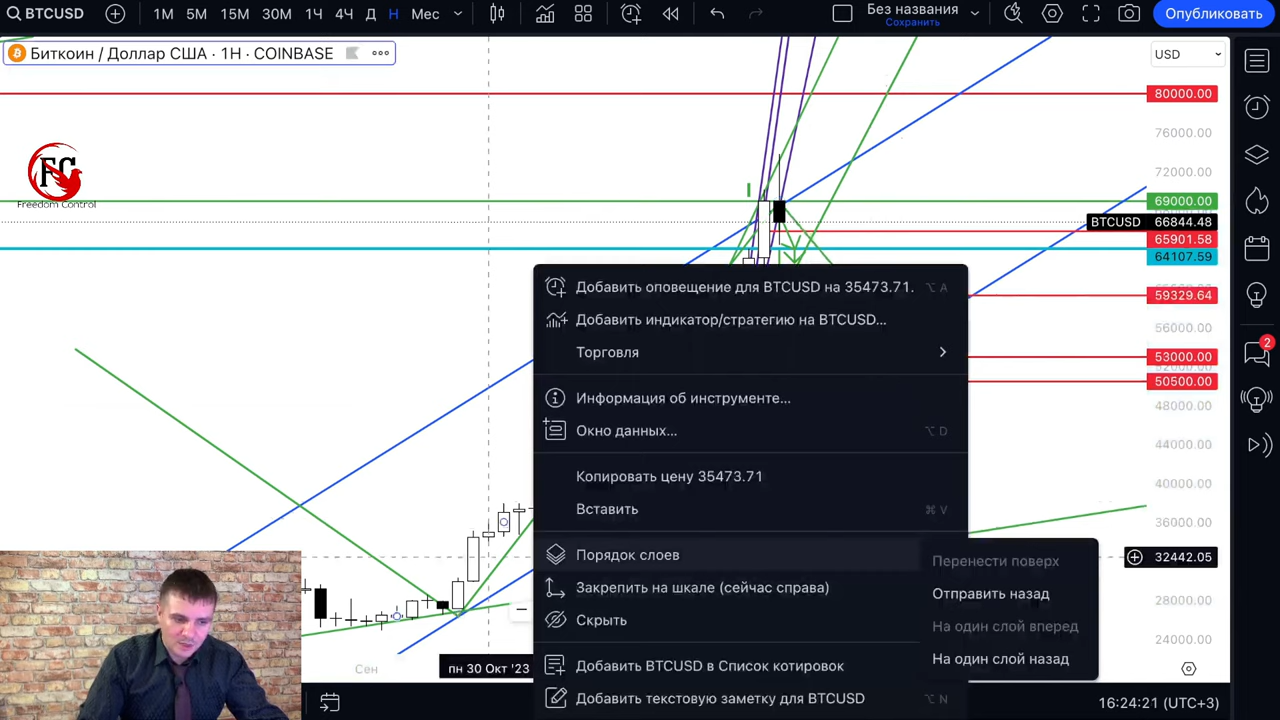 BTCUSD
1М 5М 15М 30М 1Ч 4Ч Д Н Мес
Без названия
Сохранить
Опубликовать
Биткоин / Доллар США · 1Н · COINBASE
USD
80000.00
76000.00
72000.00
FC
Freedom Control
I
69000.00
BTCUSD 66844.48
65901.58
64107.59
59329.64
56000.00
53000.00
52000.00
50500.00
48000.00
44000.00
40000.00
36000.00
32442.05
28000.00
24000.00
2
Добавить оповещение для BTCUSD на 35473.71. ⌥ A
Добавить индикатор/стратегию на BTCUSD...
Торговля
Информация об инструменте...
Окно данных... ⌥ D
Копировать цену 35473.71
Вставить ⌘ V
Порядок слоев
Закрепить на шкале (сейчас справа)
Скрыть
Добавить BTCUSD в Список котировок
Добавить текстовую заметку для BTCUSD ⌥ N
Перенести поверх
Отправить назад
На один слой вперед
На один слой назад
Сен
пн 30 Окт '23
16:24:21 (UTC+3)